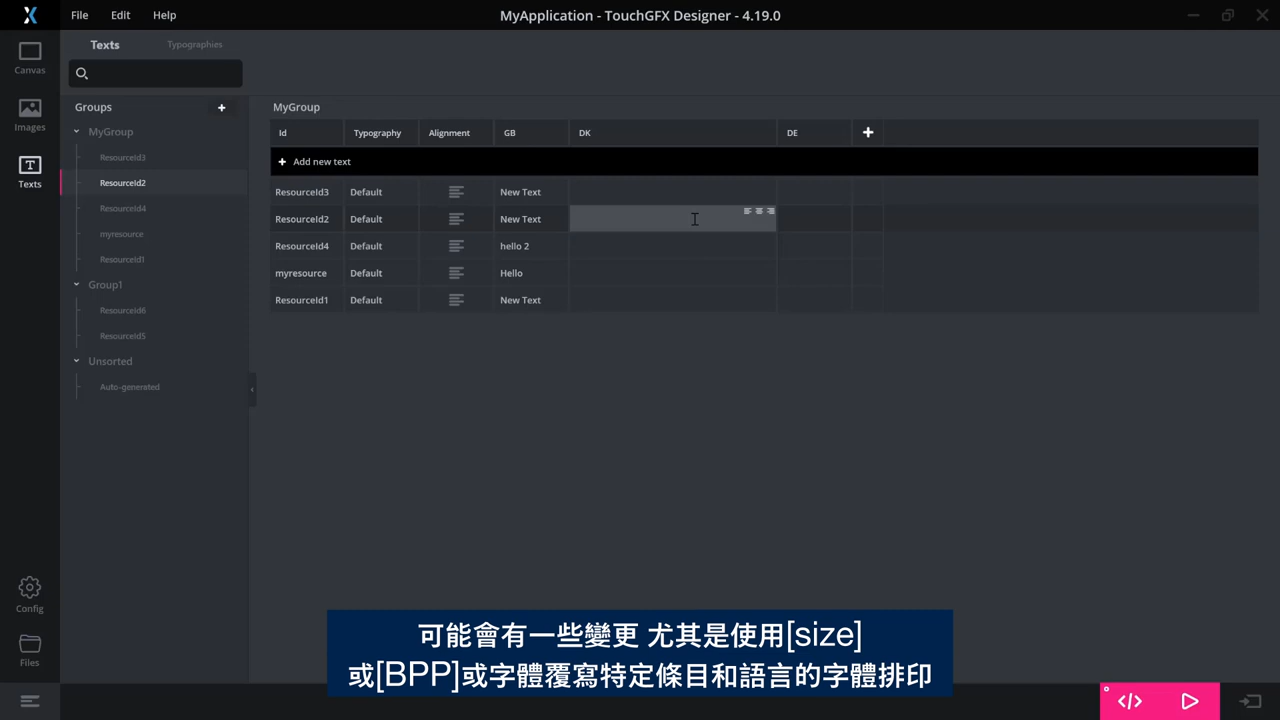 File Edit Help
MyApplication - TouchGFX Designer - 4.19.0
Canvas
Images
Texts
Config
Files
Texts Typographies
Groups +
MyGroup
ResourceId3
ResourceId2
ResourceId4
myresource
ResourceId1
Group1
ResourceId6
ResourceId5
Unsorted
Auto-generated
MyGroup
Id Typography Alignment GB DK DE +
+ Add new text
ResourceId3 Default New Text
ResourceId2 Default New Text
ResourceId4 Default hello 2
myresource Default Hello
ResourceId1 Default New Text
可能會有一些變更 尤其是使用[size]
或[BPP]或字體覆寫特定條目和語言的字體排印